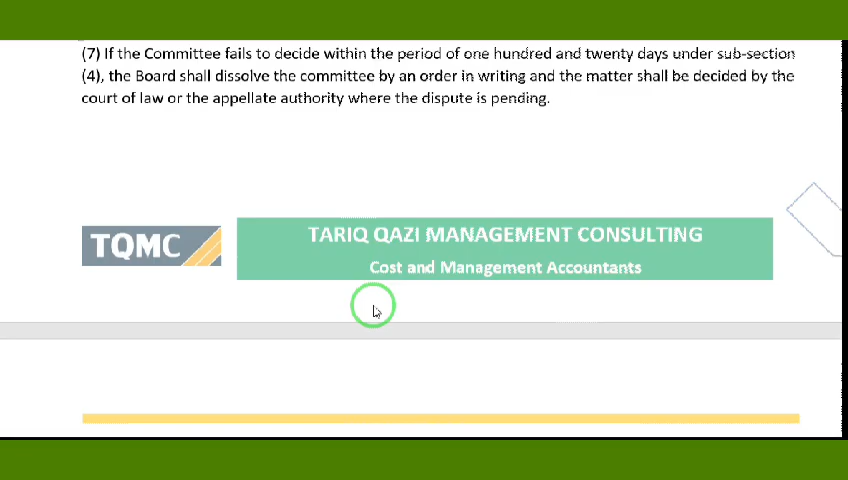 (7) If the Committee fails to decide within the period of one hundred and twenty days under sub-section
(4), the Board shall dissolve the committee by an order in writing and the matter shall be decided by the
court of law or the appellate authority where the dispute is pending.
TQMC
TARIQ QAZI MANAGEMENT CONSULTING
Cost and Management Accountants